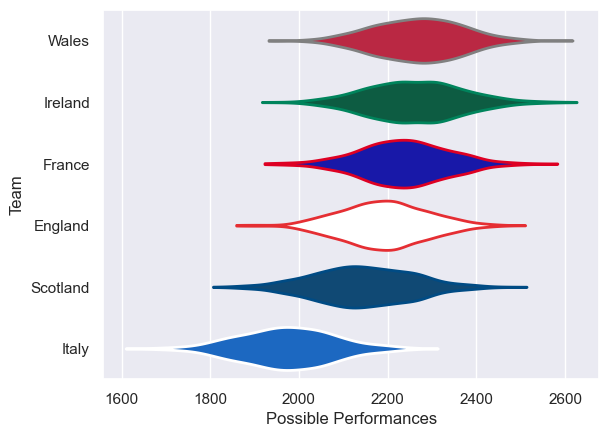 Wales
Ireland
France
England
Scotland
Italy
Team
1600 1800 2000 2200 2400 2600
Possible Performances